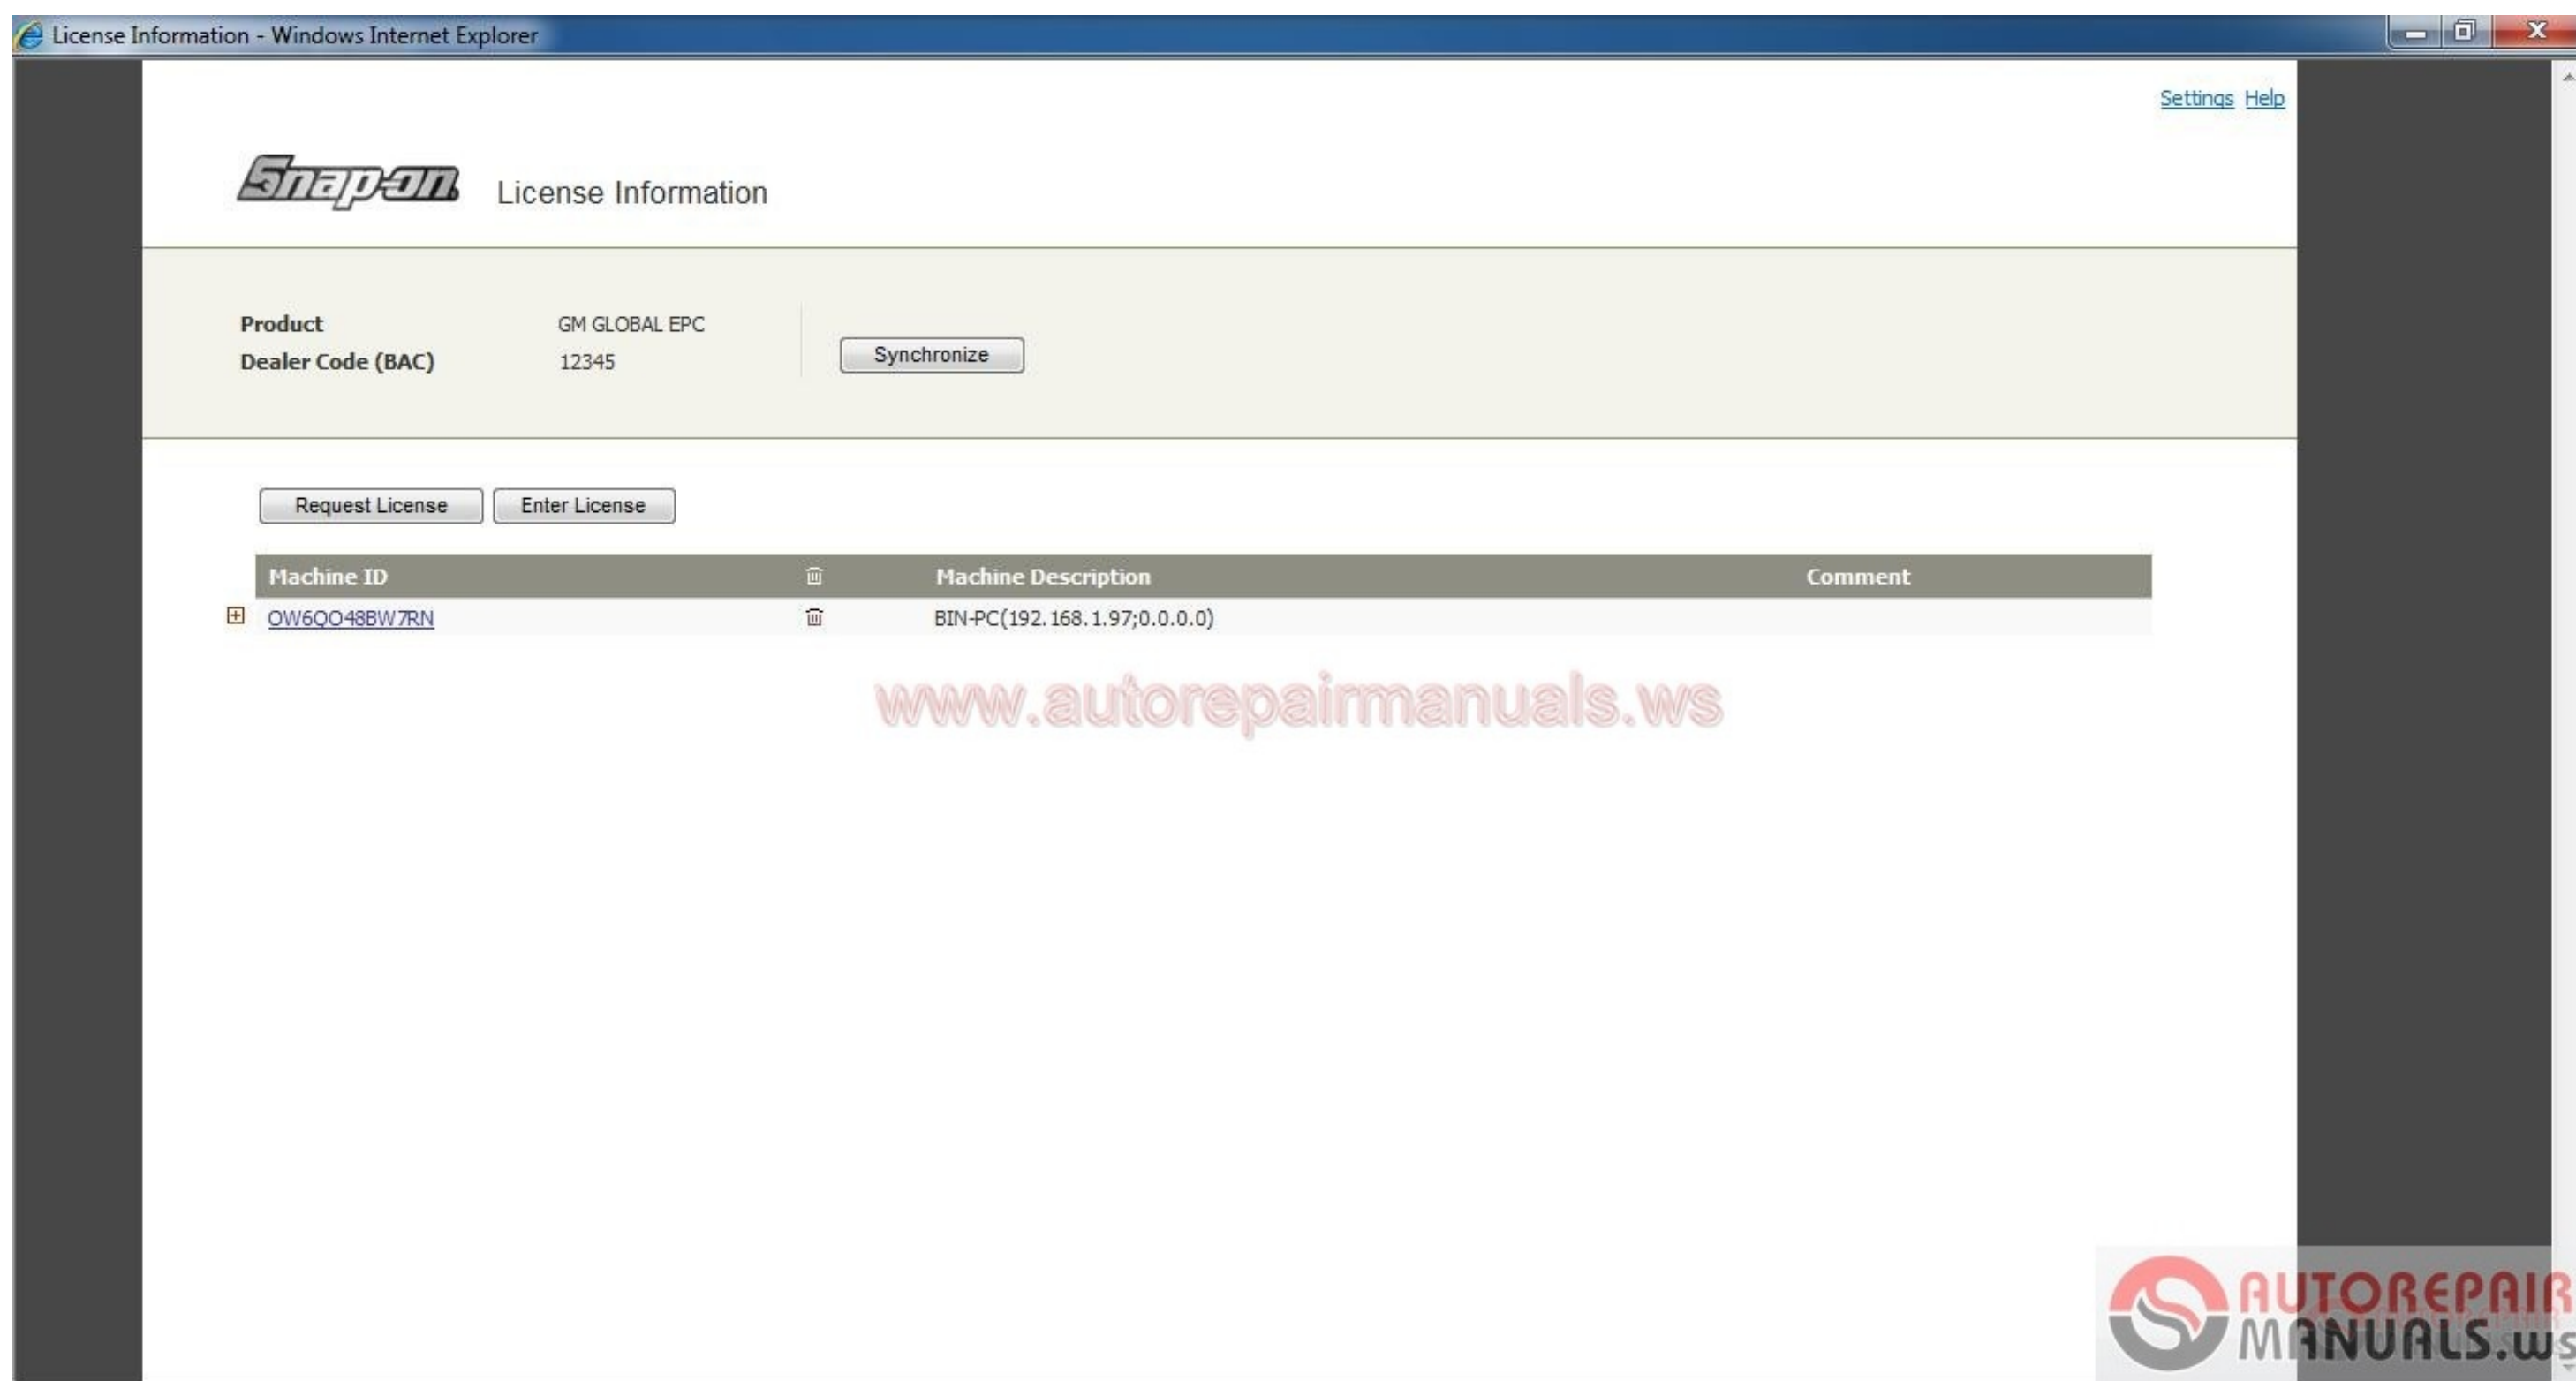 License Information - Windows Internet Explorer
Settings Help
Snap-on License Information
Product GM GLOBAL EPC
Dealer Code (BAC) 12345
Synchronize
Request License Enter License
Machine ID Machine Description Comment
OW6QO48BW7RN BIN-PC(192.168.1.97;0.0.0.0)
www.autorepairmanuals.ws
AUTOREPAIR
MANUALS.ws